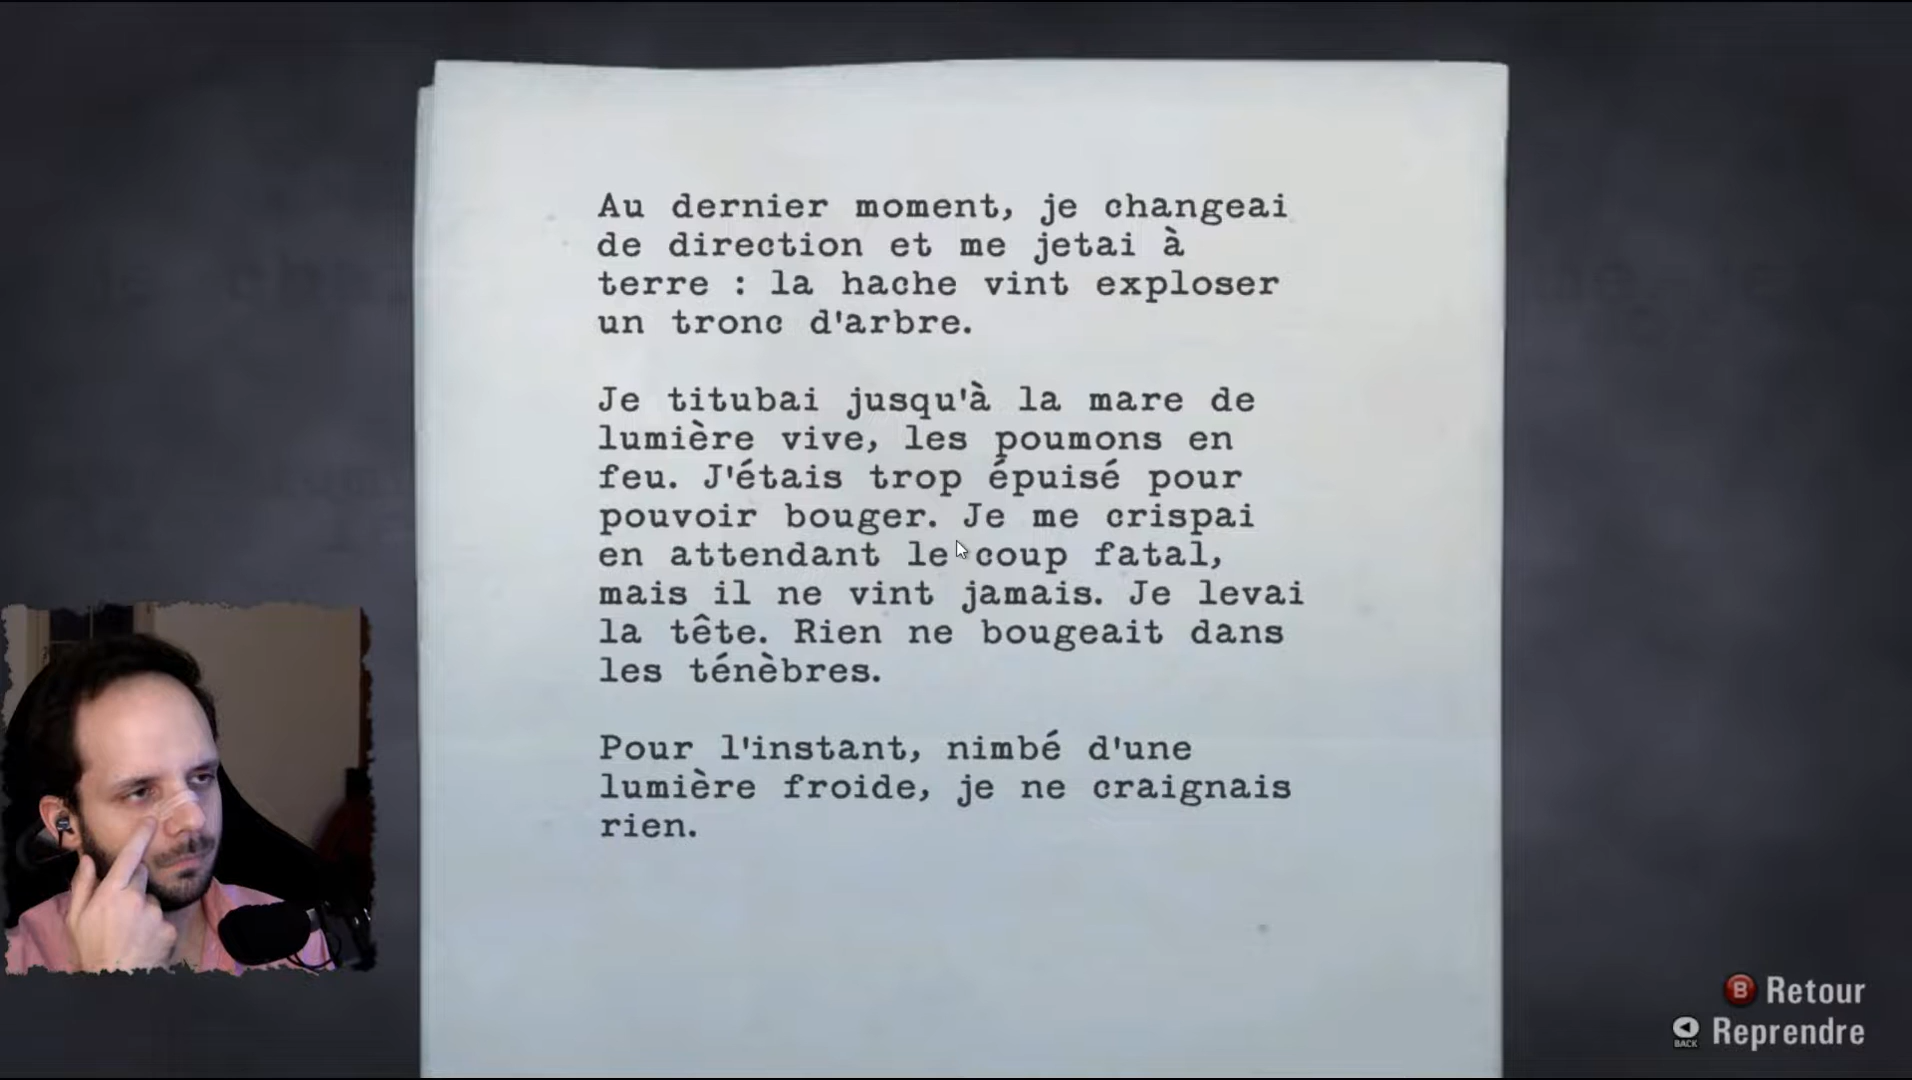 Au dernier moment, je changeai
de direction et me jetai à
terre : la hache vint exploser
un tronc d'arbre.
Je titubai jusqu'à la mare de
lumière vive, les poumons en
feu. J'étais trop épuisé pour
pouvoir bouger. Je me crispai
en attendant le coup fatal,
mais il ne vint jamais. Je levai
la tête. Rien ne bougeait dans
les ténèbres.
Pour l'instant, nimbé d'une
lumière froide, je ne craignais
rien.
B Retour
BACK Reprendre